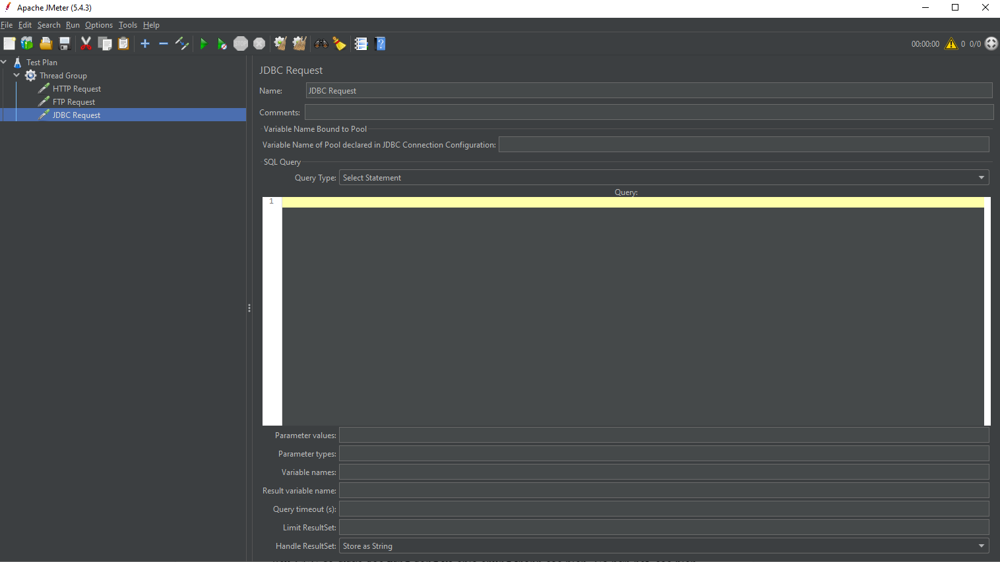 Apache JMeter (5.4.3)
File Edit Search Run Options Tools Help
00:00:00 0 0/0
Test Plan
Thread Group
HTTP Request
FTP Request
JDBC Request
JDBC Request
Name: JDBC Request
Comments:
Variable Name Bound to Pool
Variable Name of Pool declared in JDBC Connection Configuration:
SQL Query
Query Type: Select Statement
Query:
1
Parameter values:
Parameter types:
Variable names:
Result variable name:
Query timeout (s):
Limit ResultSet:
Handle ResultSet: Store as String